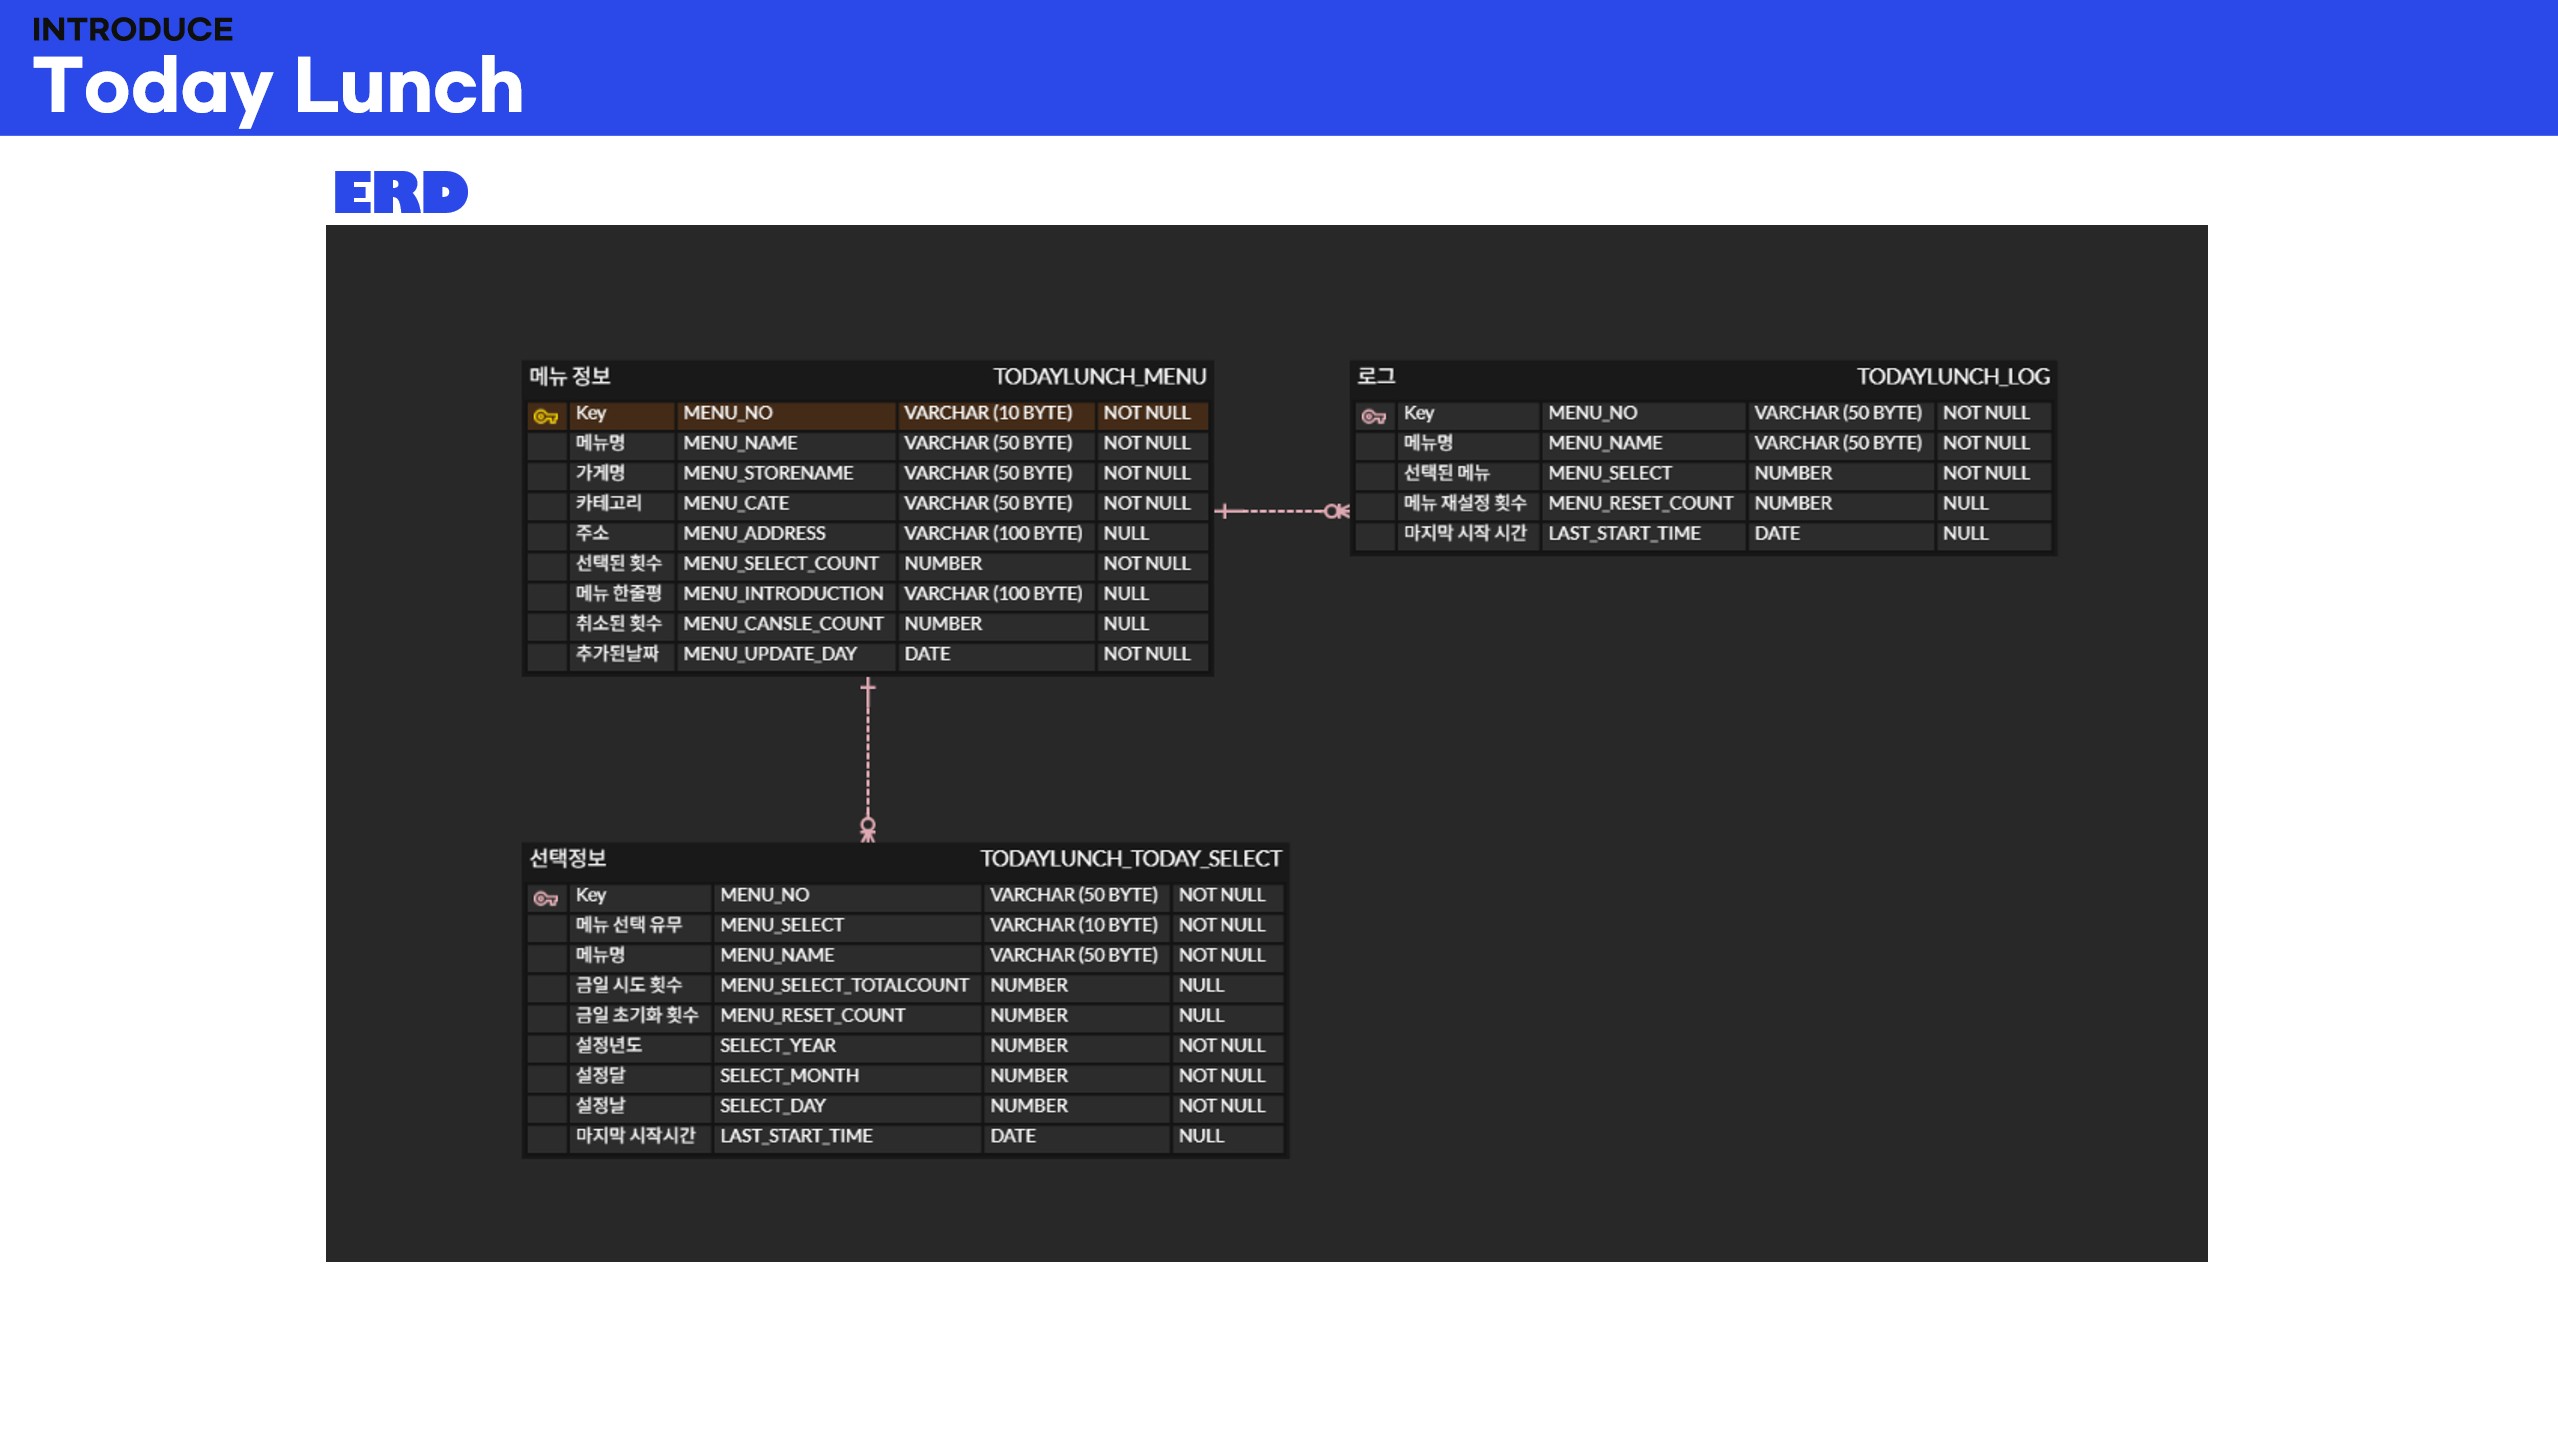 INTRODUCE
Today Lunch
ERD
메뉴 정보 TODAYLUNCH_MENU
Key MENU_NO VARCHAR (10 BYTE) NOT NULL
메뉴명 MENU_NAME VARCHAR (50 BYTE) NOT NULL
가게명 MENU_STORENAME VARCHAR (50 BYTE) NOT NULL
카테고리 MENU_CATE VARCHAR (50 BYTE) NOT NULL
주소 MENU_ADDRESS VARCHAR (100 BYTE) NULL
선택된 횟수 MENU_SELECT_COUNT NUMBER NOT NULL
메뉴 한줄평 MENU_INTRODUCTION VARCHAR (100 BYTE) NULL
취소된 횟수 MENU_CANSLE_COUNT NUMBER NULL
추가된날짜 MENU_UPDATE_DAY DATE NOT NULL
로그 TODAYLUNCH_LOG
Key MENU_NO VARCHAR (50 BYTE) NOT NULL
메뉴명 MENU_NAME VARCHAR (50 BYTE) NOT NULL
선택된 메뉴 MENU_SELECT NUMBER NOT NULL
메뉴 재설정 횟수 MENU_RESET_COUNT NUMBER NULL
마지막 시작 시간 LAST_START_TIME DATE NULL
선택정보 TODAYLUNCH_TODAY_SELECT
Key MENU_NO VARCHAR (50 BYTE) NOT NULL
메뉴 선택 유무 MENU_SELECT VARCHAR (10 BYTE) NOT NULL
메뉴명 MENU_NAME VARCHAR (50 BYTE) NOT NULL
금일 시도 횟수 MENU_SELECT_TOTALCOUNT NUMBER NULL
금일 초기화 횟수 MENU_RESET_COUNT NUMBER NULL
설정년도 SELECT_YEAR NUMBER NOT NULL
설정달 SELECT_MONTH NUMBER NOT NULL
설정날 SELECT_DAY NUMBER NOT NULL
마지막 시작시간 LAST_START_TIME DATE NULL